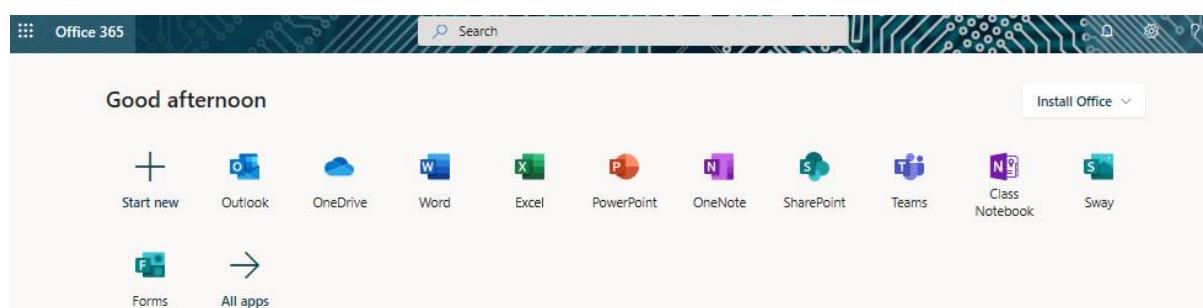 Office 365
Search
?
Good afternoon
Install Office
Start new
Outlook
OneDrive
Word
Excel
PowerPoint
OneNote
SharePoint
Teams
Class
Notebook
Sway
Forms
All apps